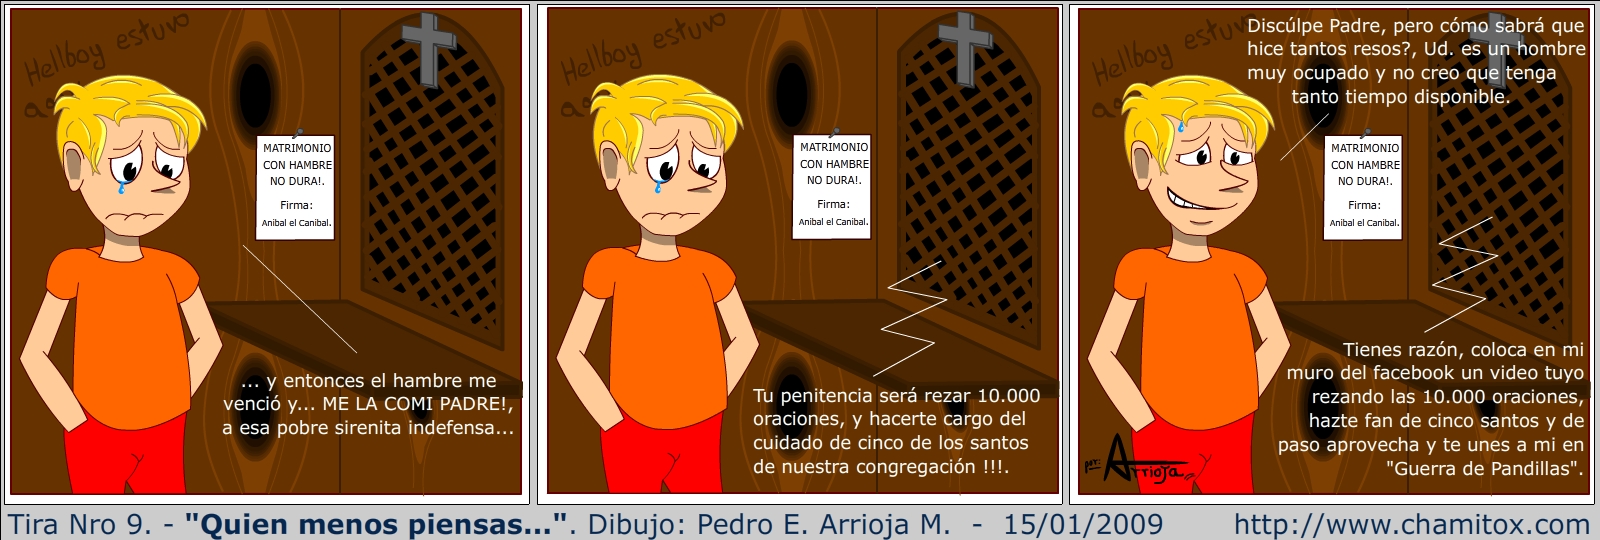 Hellboy estuvo
MATRIMONIO
CON HAMBRE
NO DURA!.
Firma:
Anibal el Canibal.
... y entonces el hambre me
venció y... ME LA COMI PADRE!,
a esa pobre sirenita indefensa...
Hellboy estuvo
MATRIMONIO
CON HAMBRE
NO DURA!.
Firma:
Anibal el Canibal.
Tu penitencia será rezar 10.000
oraciones, y hacerte cargo del
cuidado de cinco de los santos
de nuestra congregación !!!.
Discúlpe Padre, pero cómo sabrá que
hice tantos resos?, Ud. es un hombre
muy ocupado y no creo que tenga
tanto tiempo disponible.
Hellboy estuvo
MATRIMONIO
CON HAMBRE
NO DURA!.
Firma:
Anibal el Canibal.
Tienes razón, coloca en mi
muro del facebook un video tuyo
rezando las 10.000 oraciones,
hazte fan de cinco santos y de
paso aprovecha y te unes a mi en
"Guerra de Pandillas".
por: Arrioja
Tira Nro 9. - "Quien menos piensas...". Dibujo: Pedro E. Arrioja M. - 15/01/2009 http://www.chamitox.com